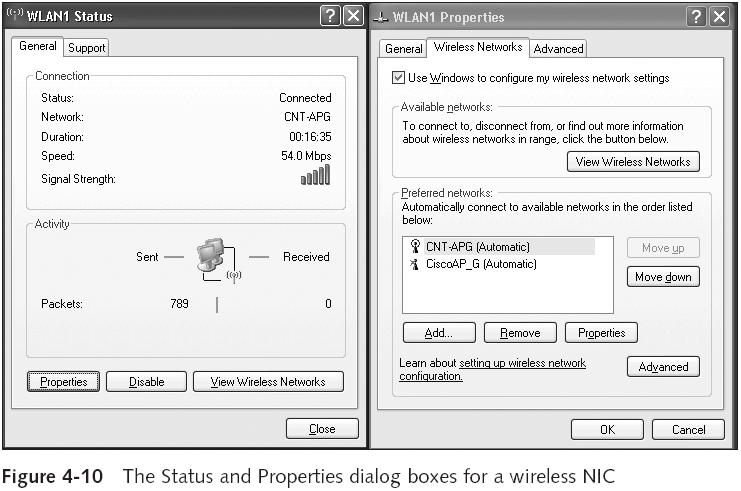 WLAN1 Status
General Support
Connection
Status: Connected
Network: CNT-APG
Duration: 00:16:35
Speed: 54.0 Mbps
Signal Strength:
Activity
Sent Received
Packets: 789 0
Properties Disable View Wireless Networks
Close
WLAN1 Properties
General Wireless Networks Advanced
Use Windows to configure my wireless network settings
Available networks:
To connect to, disconnect from, or find out more information
about wireless networks in range, click the button below.
View Wireless Networks
Preferred networks:
Automatically connect to available networks in the order listed
below:
CNT-APG (Automatic)
CiscoAP_G (Automatic)
Move up
Move down
Add... Remove Properties
Learn about setting up wireless network
configuration.
Advanced
OK Cancel
Figure 4-10 The Status and Properties dialog boxes for a wireless NIC